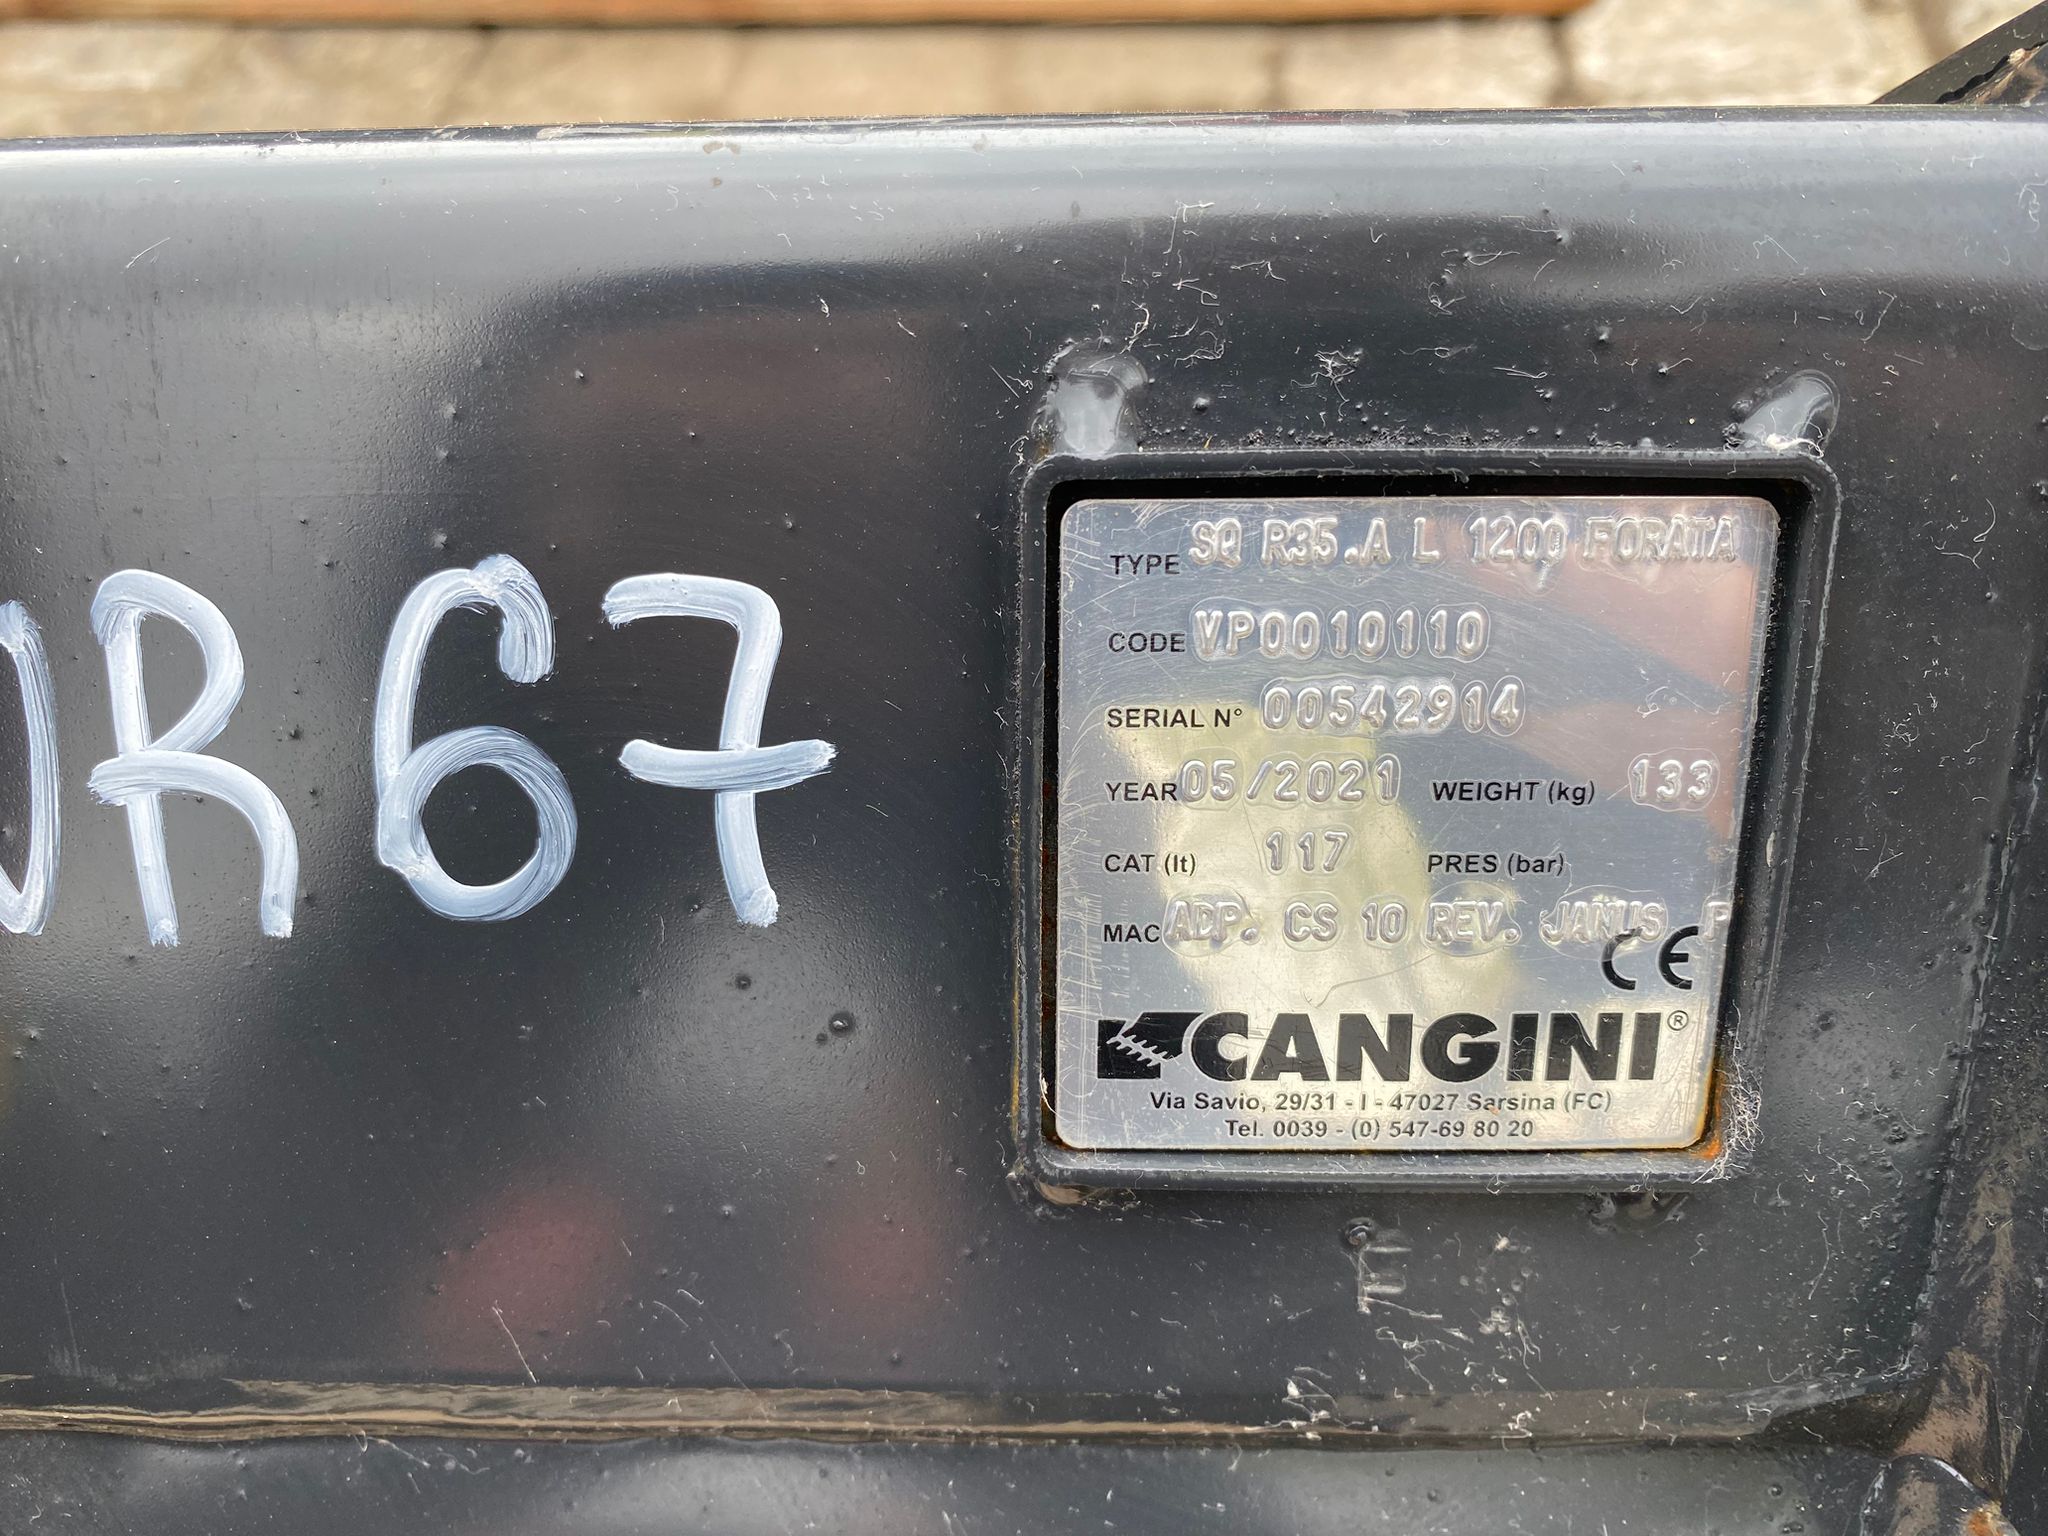 R67
TYPE SQ R35.A L 1200 FORATA
CODE VP0010110
SERIAL N° 00542914
YEAR 05/2021 WEIGHT (kg) 133
CAT (lt) 117 PRES (bar)
MAC ADP. CS 10 REV. JANUS P
CE
CANGINI®
Via Savio, 29/31 - I - 47027 Sarsina (FC)
Tel. 0039 - (0) 547-69 80 20